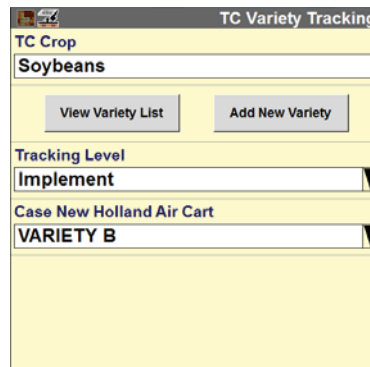 TC Variety Tracking
TC Crop
Soybeans
View Variety List Add New Variety
Tracking Level
Implement
Case New Holland Air Cart
VARIETY B